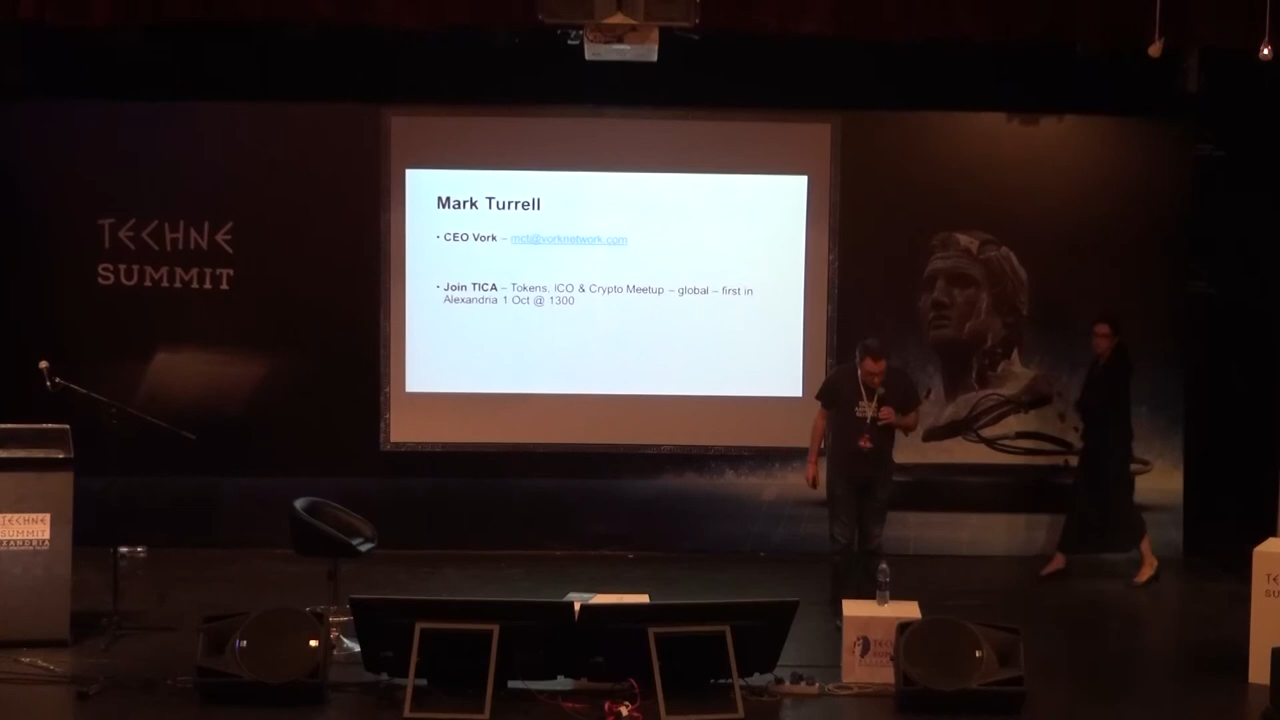 TECHNE
SUMMIT
Mark Turrell
• CEO Vork – mct@vorknetwork.com
• Join TICA – Tokens, ICO & Crypto Meetup – global – first in
Alexandria 1 Oct @ 1300
TECHNE
SUMMIT